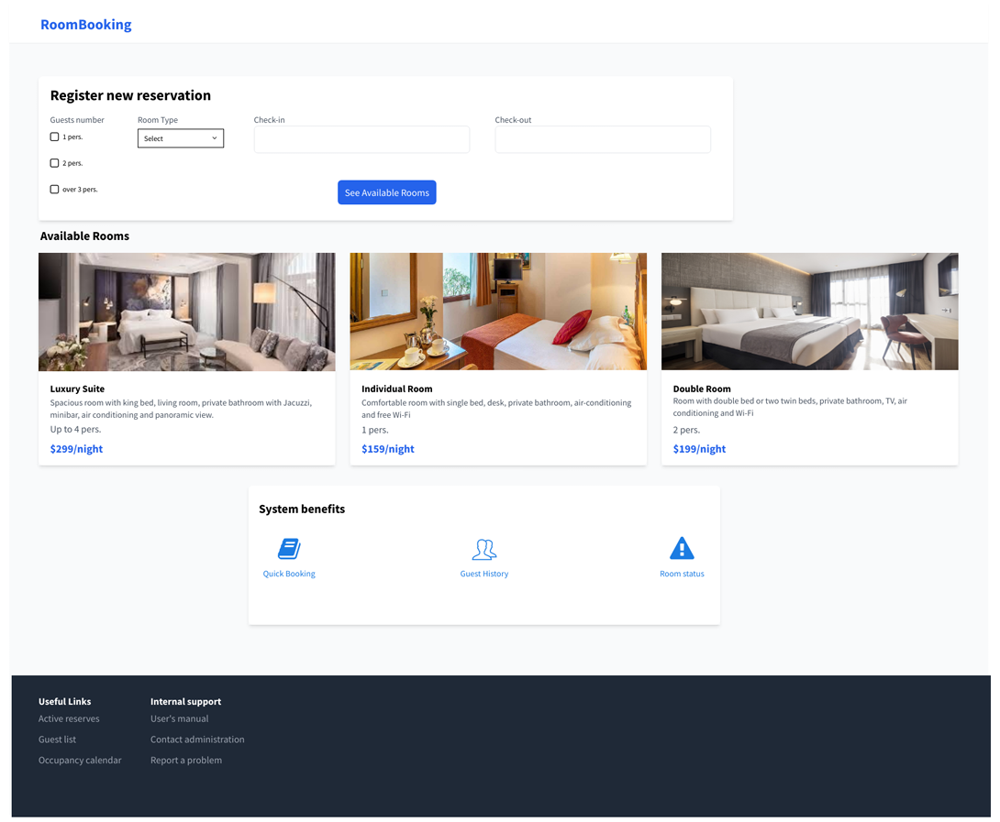 RoomBooking
Register new reservation
Guests number
Room Type
Check-in
Check-out
1 pers.
Select
2 pers.
over 3 pers.
See Available Rooms
Available Rooms
Luxury Suite
Spacious room with king bed, living room, private bathroom with Jacuzzi,
minibar, air conditioning and panoramic view.
Up to 4 pers.
$299/night
Individual Room
Comfortable room with single bed, desk, private bathroom, air-conditioning
and free Wi-Fi
1 pers.
$159/night
Double Room
Room with double bed or two twin beds, private bathroom, TV, air
conditioning and Wi-Fi
2 pers.
$199/night
System benefits
Quick Booking
Guest History
Room status
Useful Links
Active reserves
Guest list
Occupancy calendar
Internal support
User's manual
Contact administration
Report a problem